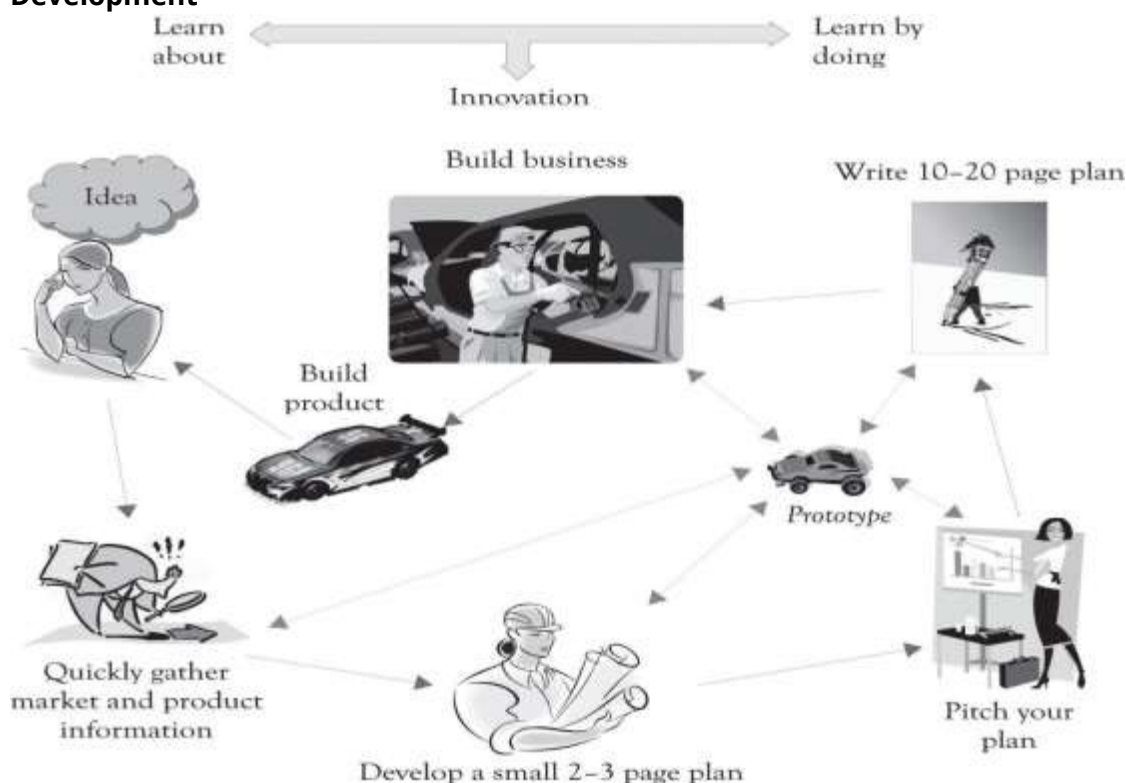 Development
Learn
about
Learn by
doing
Innovation
Build business
Write 10–20 page plan
Idea
Build
product
Prototype
Quickly gather
market and product
information
Develop a small 2–3 page plan
Pitch your
plan